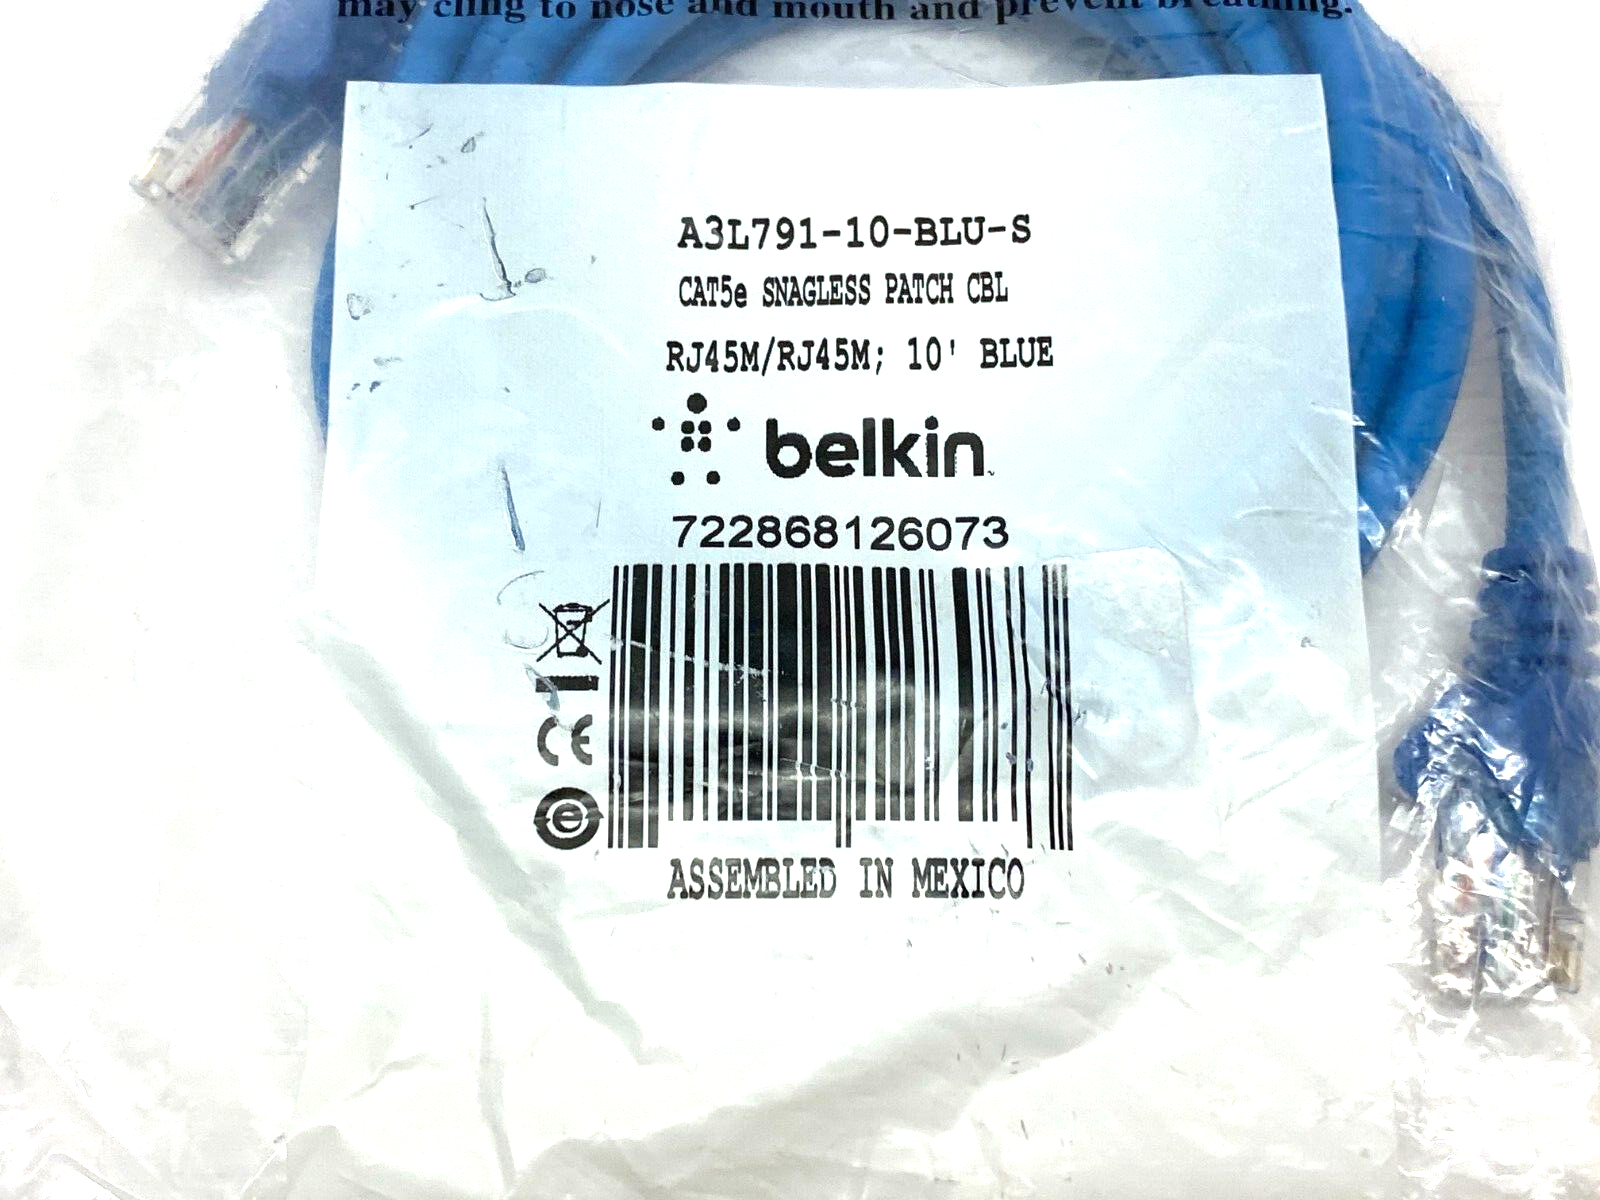 may cling to nose and mouth and prevent breathing.
A3L791-10-BLU-S
CAT5e SNAGLESS PATCH CBL
RJ45M/RJ45M; 10' BLUE
belkin
722868126073
CE
e
ASSEMBLED IN MEXICO